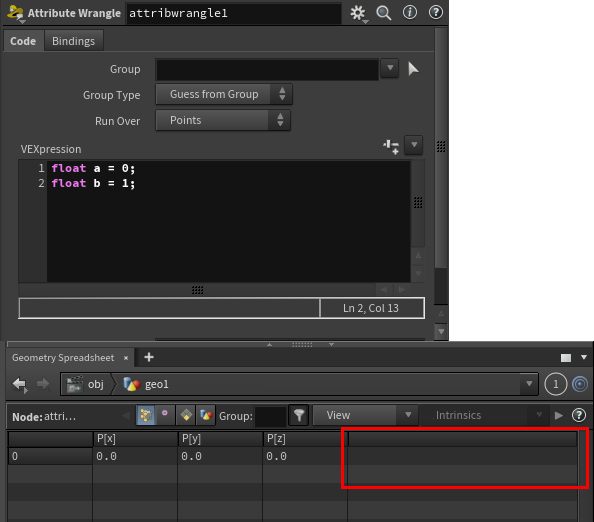 Attribute Wrangle attribwrangle1
Code Bindings
Group
Group Type Guess from Group
Run Over Points
VEXpression
1 float a = 0;
2 float b = 1;
Ln 2, Col 13
Geometry Spreadsheet × +
obj geo1 1
Node: attri... Group: View Intrinsics
P[x] P[y] P[z]
0 0.0 0.0 0.0